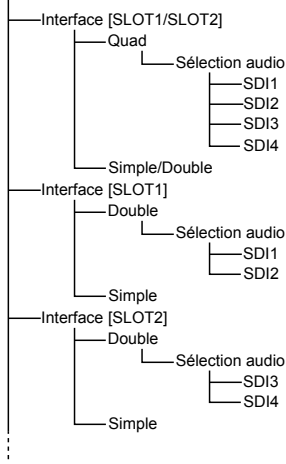 Interface [SLOT1/SLOT2]
Quad
Sélection audio
SDI1
SDI2
SDI3
SDI4
Simple/Double
Interface [SLOT1]
Double
Sélection audio
SDI1
SDI2
Simple
Interface [SLOT2]
Double
Sélection audio
SDI3
SDI4
Simple